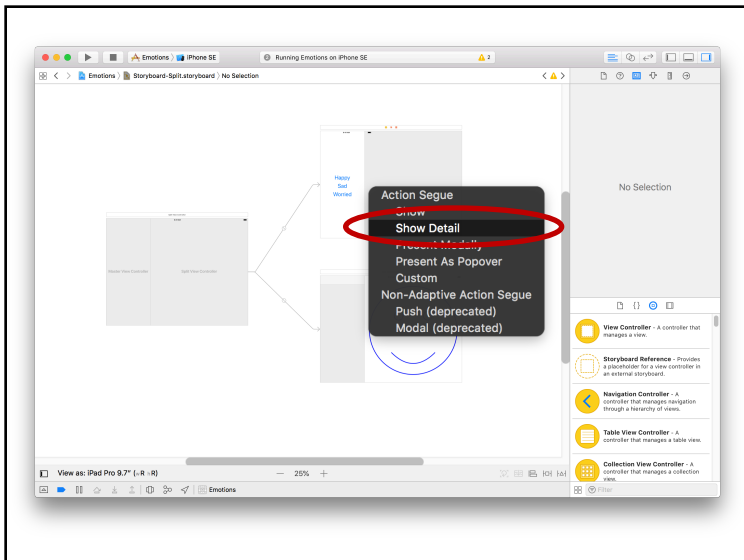 Emotions 〉 iPhone SE
Running Emotions on iPhone SE
2
Emotions 〉 Storyboard-Split.storyboard 〉 No Selection
Happy
Sad
Worried
Master View Controller
Split View Controller
Action Segue
Show
Show Detail
Present Modally
Present As Popover
Custom
Non-Adaptive Action Segue
Push (deprecated)
Modal (deprecated)
No Selection
{}
View Controller - A controller that
manages a view.
Storyboard Reference - Provides
a placeholder for a view controller in
an external storyboard.
Navigation Controller - A
controller that manages navigation
through a hierarchy of views.
Table View Controller - A
controller that manages a table view.
Collection View Controller - A
controller that manages a collection
view.
View as: iPad Pro 9.7" (wR hR)
— 25% +
Emotions
Filter